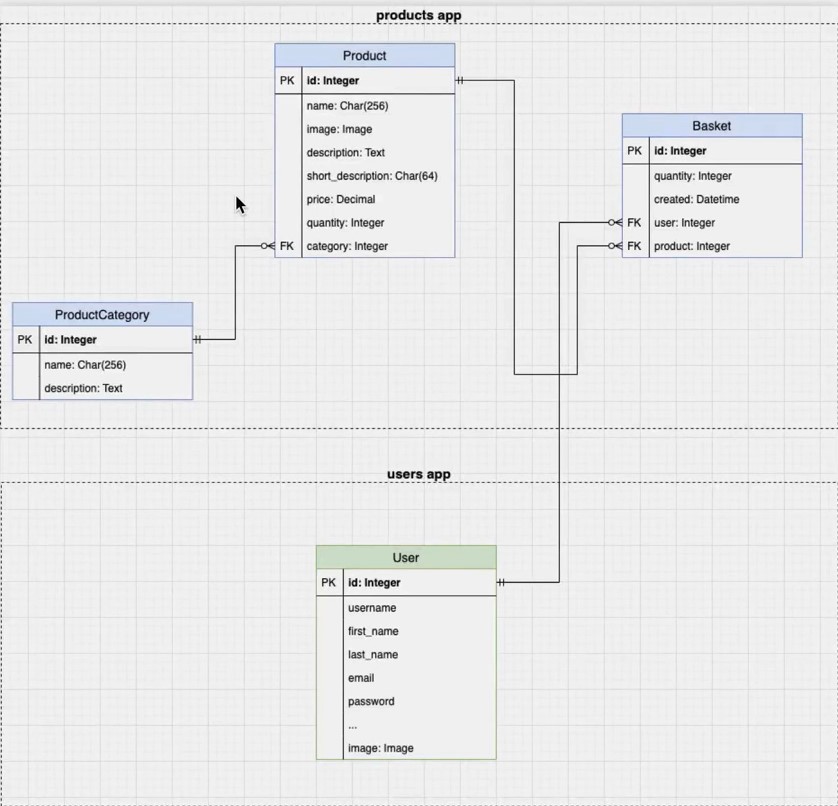 products app
Product
PK id: Integer
name: Char(256)
image: Image
description: Text
short_description: Char(64)
price: Decimal
quantity: Integer
FK category: Integer
Basket
PK id: Integer
quantity: Integer
created: Datetime
FK user: Integer
FK product: Integer
ProductCategory
PK id: Integer
name: Char(256)
description: Text
users app
User
PK id: Integer
username
first_name
last_name
email
password
...
image: Image